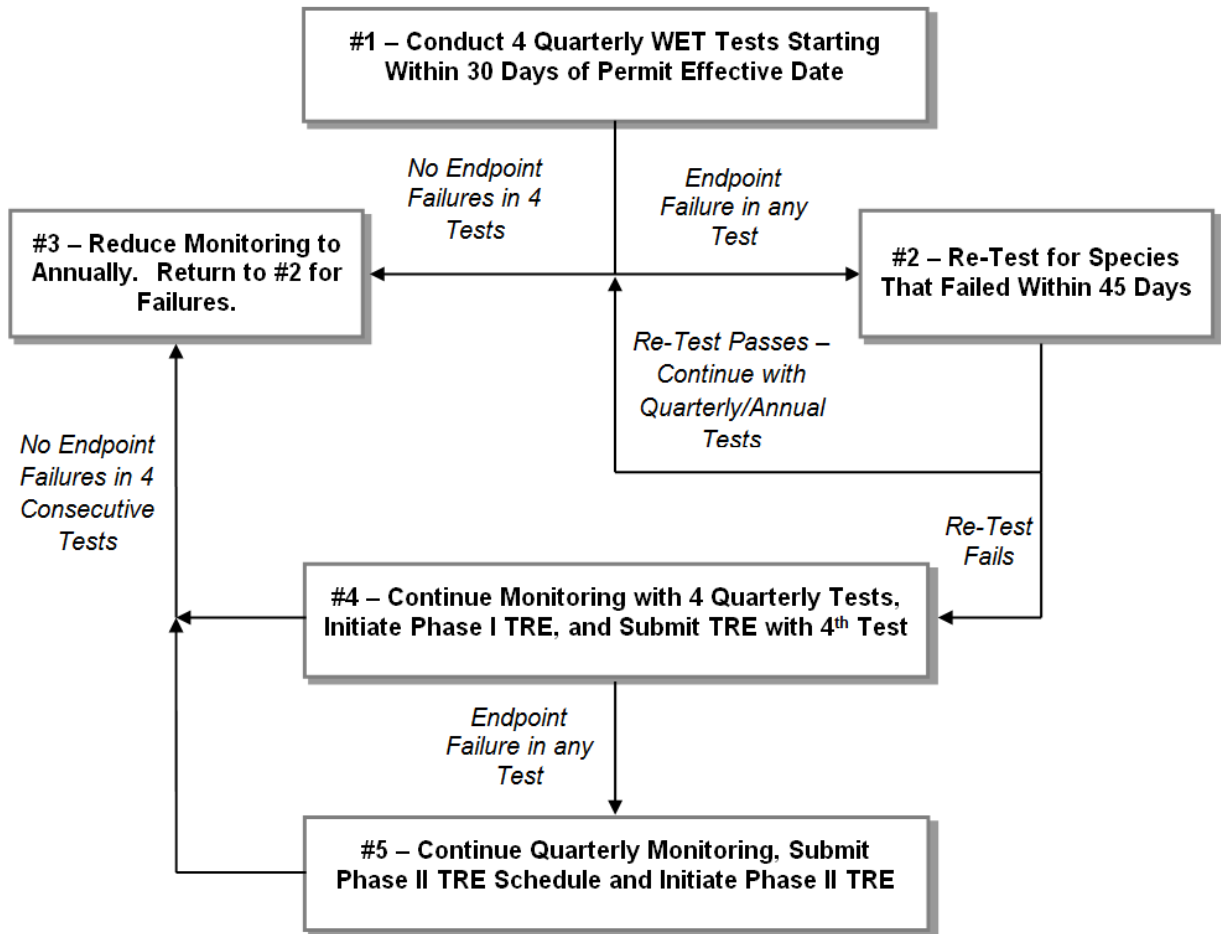 #1 – Conduct 4 Quarterly WET Tests Starting
Within 30 Days of Permit Effective Date
No Endpoint
Failures in 4
Tests
Endpoint
Failure in any
Test
#3 – Reduce Monitoring to
Annually. Return to #2 for
Failures.
#2 – Re-Test for Species
That Failed Within 45 Days
Re-Test Passes –
Continue with
Quarterly/Annual
Tests
No Endpoint
Failures in 4
Consecutive
Tests
Re-Test
Fails
#4 – Continue Monitoring with 4 Quarterly Tests,
Initiate Phase I TRE, and Submit TRE with 4th Test
Endpoint
Failure in any
Test
#5 – Continue Quarterly Monitoring, Submit
Phase II TRE Schedule and Initiate Phase II TRE